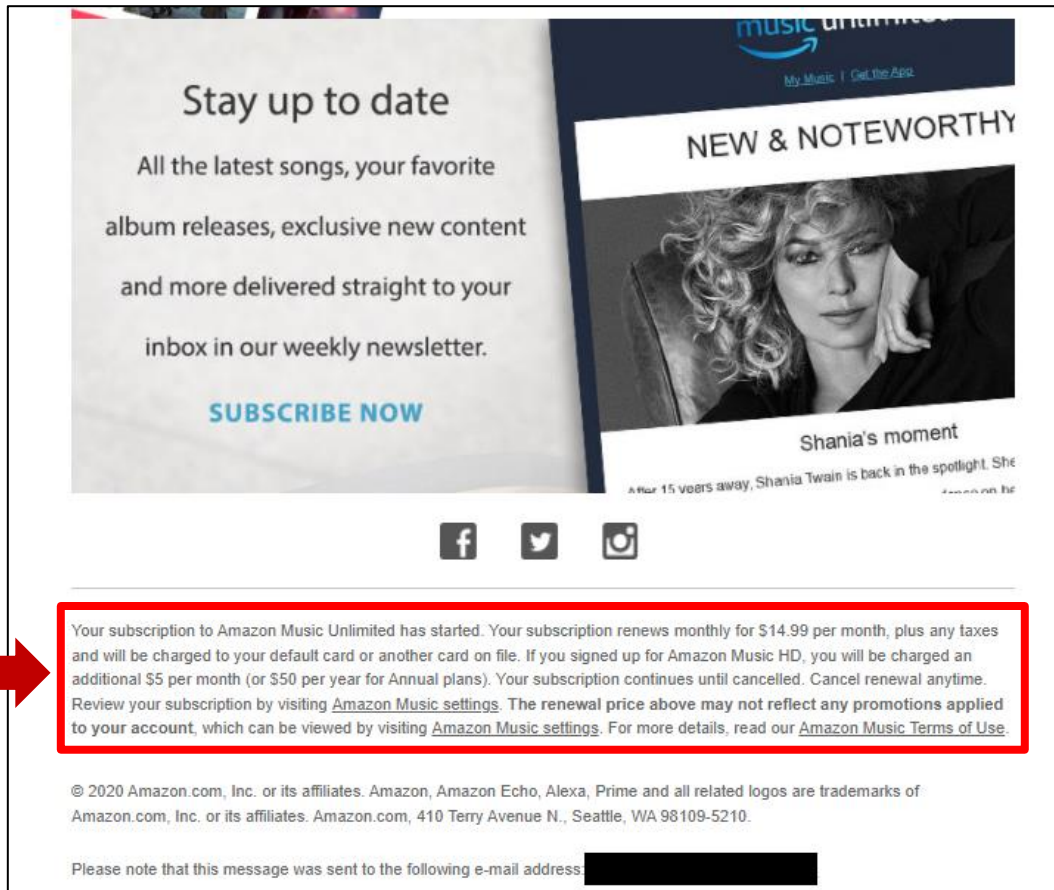 music unlimited
My Music | Get the App
NEW & NOTEWORTHY
Stay up to date
All the latest songs, your favorite
album releases, exclusive new content
and more delivered straight to your
inbox in our weekly newsletter.
SUBSCRIBE NOW
Shania's moment
After 15 years away, Shania Twain is back in the spotlight. She
Your subscription to Amazon Music Unlimited has started. Your subscription renews monthly for $14.99 per month, plus any taxes
and will be charged to your default card or another card on file. If you signed up for Amazon Music HD, you will be charged an
additional $5 per month (or $50 per year for Annual plans). Your subscription continues until cancelled. Cancel renewal anytime.
Review your subscription by visiting Amazon Music settings. The renewal price above may not reflect any promotions applied
to your account, which can be viewed by visiting Amazon Music settings. For more details, read our Amazon Music Terms of Use.
© 2020 Amazon.com, Inc. or its affiliates. Amazon, Amazon Echo, Alexa, Prime and all related logos are trademarks of
Amazon.com, Inc. or its affiliates. Amazon.com, 410 Terry Avenue N., Seattle, WA 98109-5210.
Please note that this message was sent to the following e-mail address: